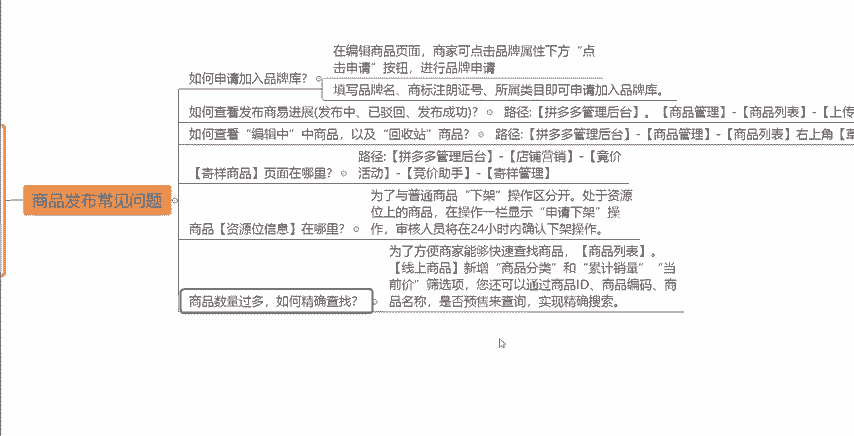 商品发布常见问题
如何申请加入品牌库?
在编辑商品页面，商家可点击品牌属性下方“点
击申请”按钮，进行品牌申请
填写品牌名、商标注朗证号、所属类目即可申请加入品牌库。
如何查看发布商易进展(发布中、已驳回、发布成功)?
路径:【拼多多管理后台】。【商品管理】-【商品列表】-【上传
如何查看“编辑中”中商品，以及“回收站”商品?
路径:【拼多多管理后台】-【商品管理】-【商品列表】右上角
【寄样商品】页面在哪里?
路径:【拼多多管理后台】-【店铺营销】-【竞价
活动】-【竞价助手】-【寄样管理】
商品【资源位信息】在哪里?
为了与普通商品“下架”操作区分开。处于资源
位上的商品，在操作一栏显示“申请下架”操
作，审核人员将在24小时内确认下架操作。
商品数量过多，如何精确查找?
为了方便商家能够快速查找商品，【商品列表】。
【线上商品】新增“商品分类”和“累计销量”“当
前价”筛选项，您还可以通过商品ID、商品编码、商
品名称，是否预售来查询，实现精确搜索。